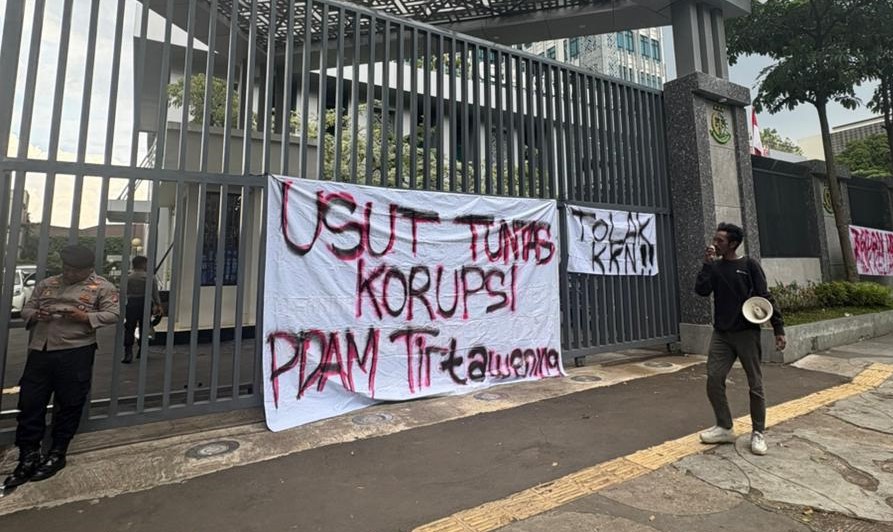 USUT TUNTAS
KORUPSI
PDAM Tirtawening
TOLAK
KKN!!